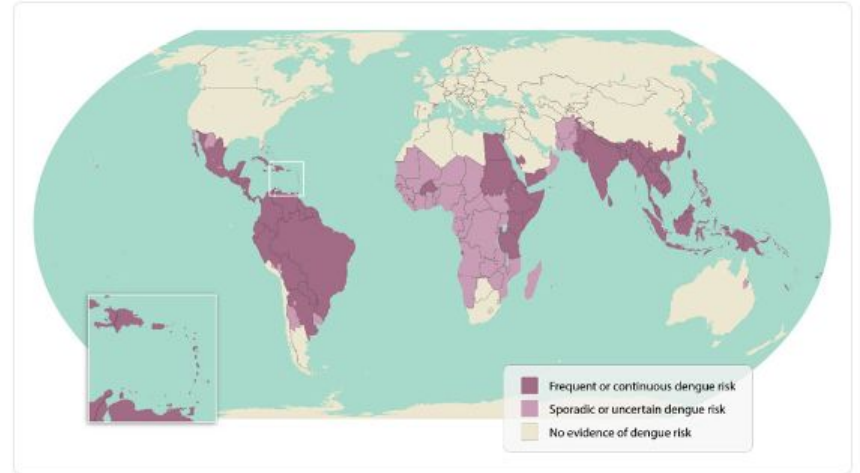 Frequent or continuous dengue risk
Sporadic or uncertain dengue risk
No evidence of dengue risk